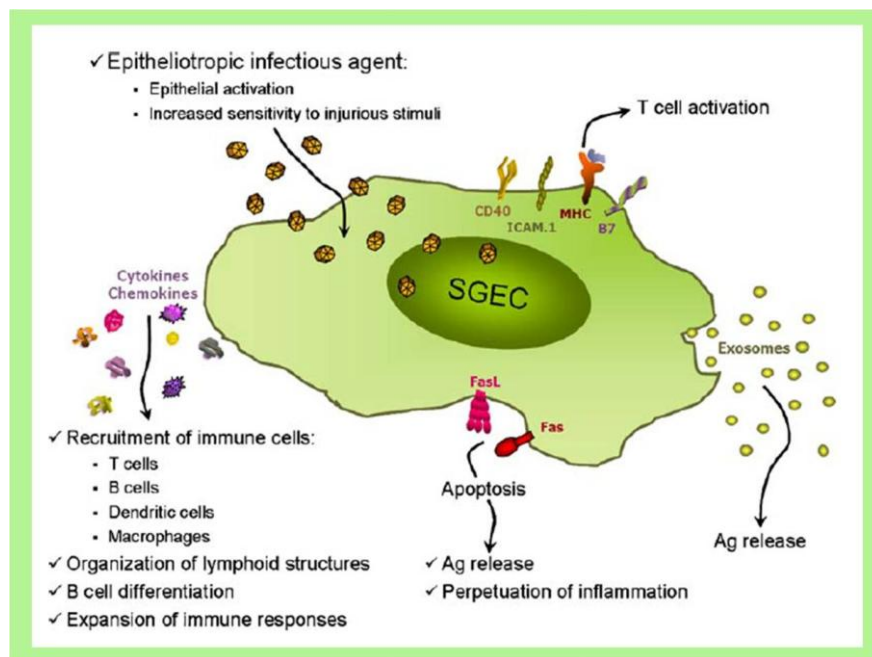 ✓ Epitheliotropic infectious agent:
▪ Epithelial activation
▪ Increased sensitivity to injurious stimuli
T cell activation
CD40
ICAM.1
MHC
B7
SGEC
Cytokines
Chemokines
Exosomes
FasL
Fas
✓ Recruitment of immune cells:
▪ T cells
▪ B cells
▪ Dendritic cells
▪ Macrophages
✓ Organization of lymphoid structures
✓ B cell differentiation
✓ Expansion of immune responses
Apoptosis
✓ Ag release
✓ Perpetuation of inflammation
Ag release